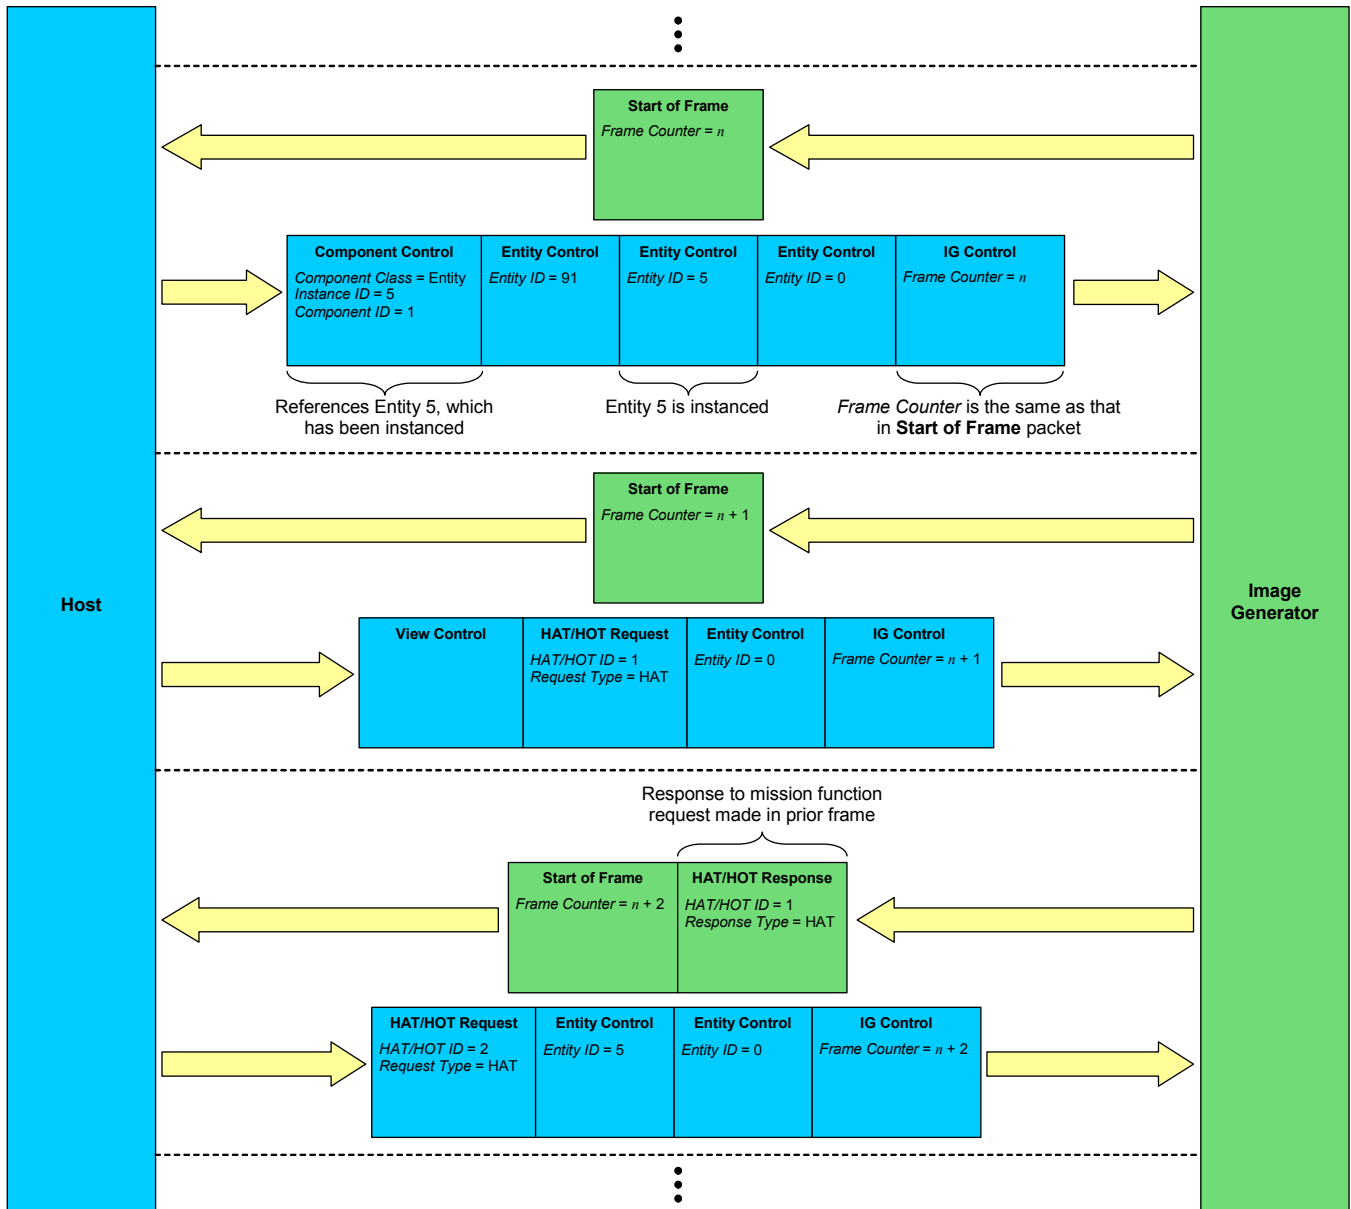 Host
Image
Generator
Start of Frame
Frame Counter = n
Component Control
Component Class = Entity
Instance ID = 5
Component ID = 1
Entity Control
Entity ID = 91
Entity Control
Entity ID = 5
Entity Control
Entity ID = 0
IG Control
Frame Counter = n
References Entity 5, which
has been instanced
Entity 5 is instanced
Frame Counter is the same as that
in Start of Frame packet
Start of Frame
Frame Counter = n + 1
View Control
HAT/HOT Request
HAT/HOT ID = 1
Request Type = HAT
Entity Control
Entity ID = 0
IG Control
Frame Counter = n + 1
Response to mission function
request made in prior frame
Start of Frame
Frame Counter = n + 2
HAT/HOT Response
HAT/HOT ID = 1
Response Type = HAT
HAT/HOT Request
HAT/HOT ID = 2
Request Type = HAT
Entity Control
Entity ID = 5
Entity Control
Entity ID = 0
IG Control
Frame Counter = n + 2